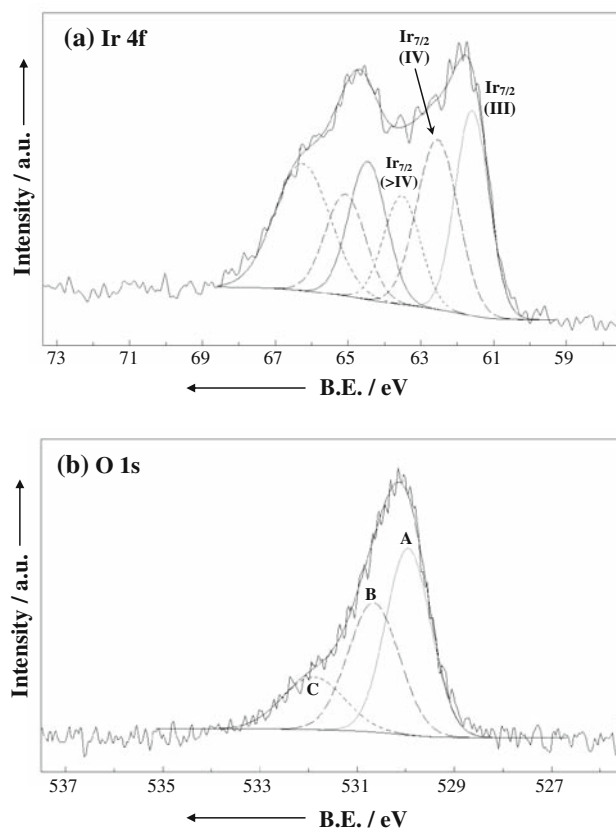 (a) Ir 4f
Intensity / a.u.
Ir7/2
(IV)
Ir7/2
(III)
Ir7/2
(>IV)
73 71 69 67 65 63 61 59
B.E. / eV
(b) O 1s
Intensity / a.u.
A
B
C
537 535 533 531 529 527
B.E. / eV